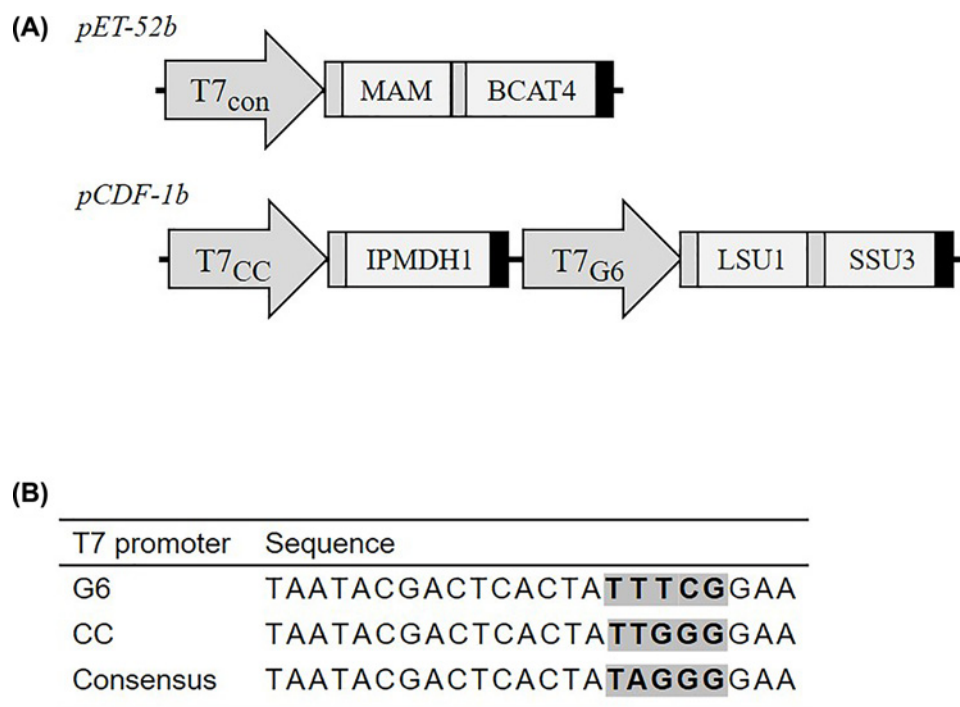 (A) pET-52b
T7con MAM BCAT4
pCDF-1b
T7CC IPMDH1 T7G6 LSU1 SSU3
(B)
T7 promoter Sequence
G6 TAATACGACTCACTATTTCGGAA
CC TAATACGACTCACTATTGGGGAA
Consensus TAATACGACTCACTATAGGGGAA